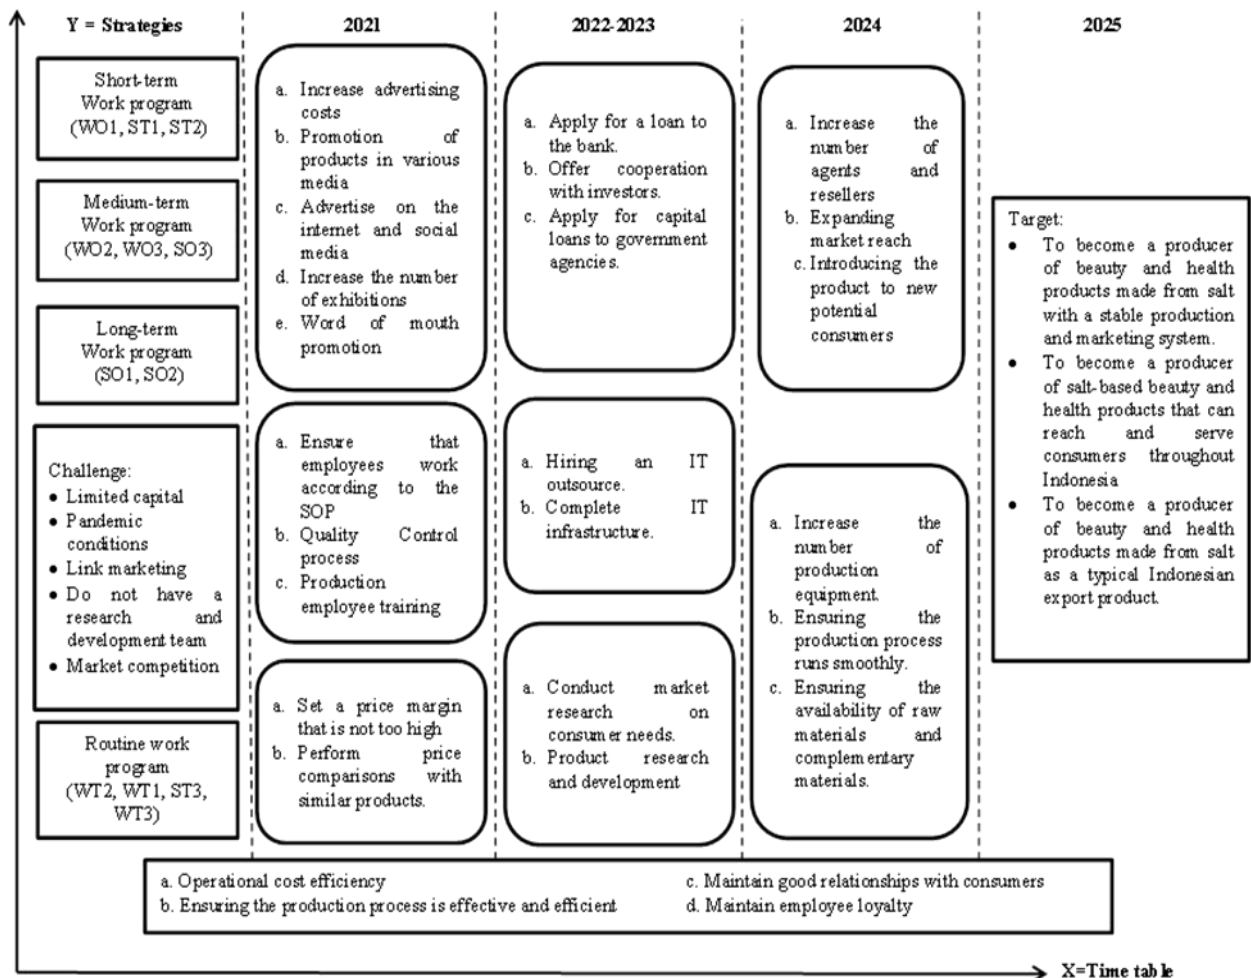 Y = Strategies
2021
2022-2023
2024
2025
Short-term
Work program
(WO1, ST1, ST2)
Medium-term
Work program
(WO2, WO3, SO3)
Long-term
Work program
(SO1, SO2)
Challenge:
● Limited capital
● Pandemic
conditions
● Link marketing
● Do not have a
research and
development team
● Market competition
Routine work
program
(WT2, WT1, ST3,
WT3)
a. Increase advertising
costs
b. Promotion of
products in various
media
c. Advertise on the
internet and social
media
d. Increase the number
of exhibitions
e. Word of mouth
promotion
a. Ensure that
employees work
according to the
SOP
b. Quality Control
process
c. Production
employee training
a. Set a price margin
that is not too high
b. Perform price
comparisons with
similar products.
a. Apply for a loan to
the bank.
b. Offer cooperation
with investors.
c. Apply for capital
loans to government
agencies.
a. Hiring an IT
outsource.
b. Complete IT
infrastructure.
a. Conduct market
research on
consumer needs.
b. Product research
and development
a. Increase the
number of
agents and
resellers
b. Expanding
market reach
c. Introducing the
product to new
potential
consumers
a. Increase the
number of
production
equipment.
b. Ensuring the
production process
runs smoothly.
c. Ensuring the
availability of raw
materials and
complementary
materials.
Target:
● To become a producer
of beauty and health
products made from salt
with a stable production
and marketing system.
● To become a producer
of salt-based beauty and
health products that can
reach and serve
consumers throughout
Indonesia
● To become a producer
of beauty and health
products made from salt
as a typical Indonesian
export product.
a. Operational cost efficiency
b. Ensuring the production process is effective and efficient
c. Maintain good relationships with consumers
d. Maintain employee loyalty
X=Time table